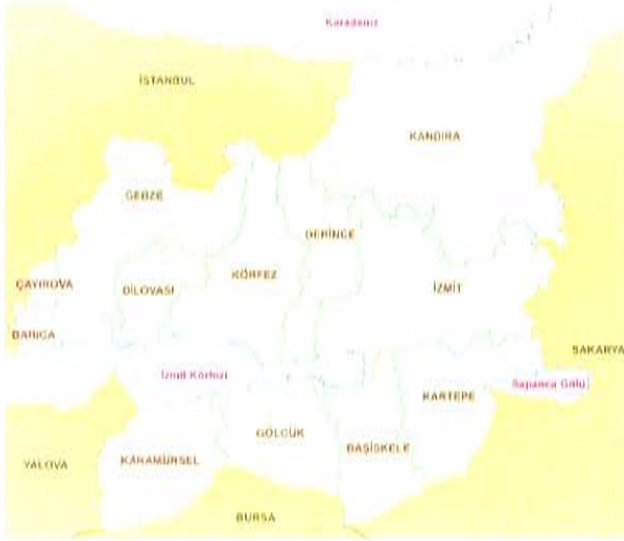 Karadeniz
İSTANBUL
KANDIRA
GEBZE
DERİNCE
KÖRFEZ
ÇAYIROVA
DİLOVASI
İZMİT
DARICA
SAKARYA
İzmit Körfezi
Sapanca Gölü
KARTEPE
GÖLCÜK
BAŞİSKELE
YALOVA
KARAMÜRSEL
BURSA